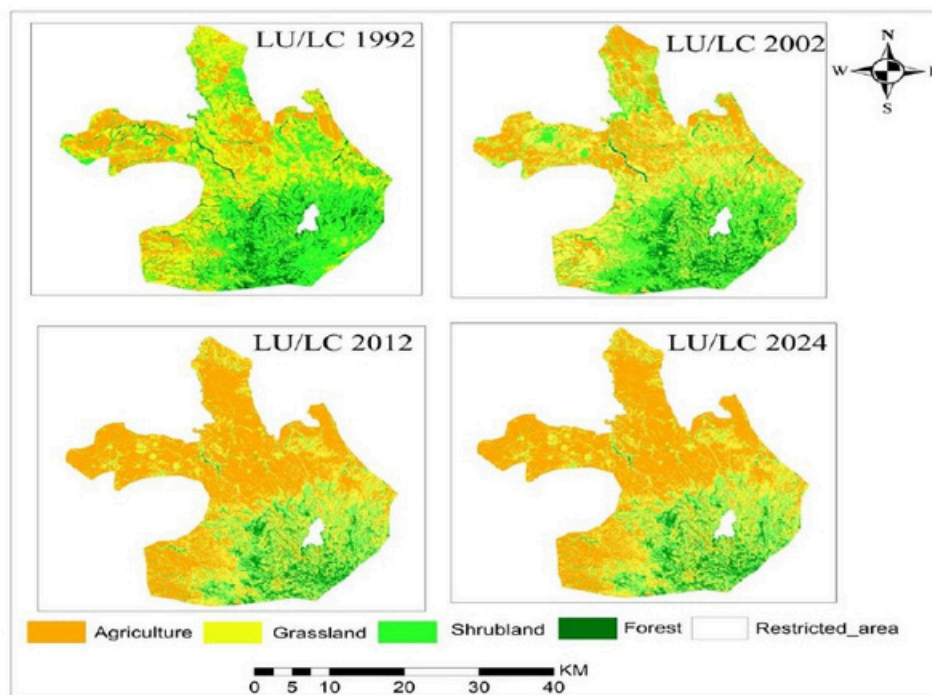 LU/LC 1992
LU/LC 2002
N
W
E
S
LU/LC 2012
LU/LC 2024
Agriculture
Grassland
Shrubland
Forest
Restricted_area
KM
0 5 10 20 30 40